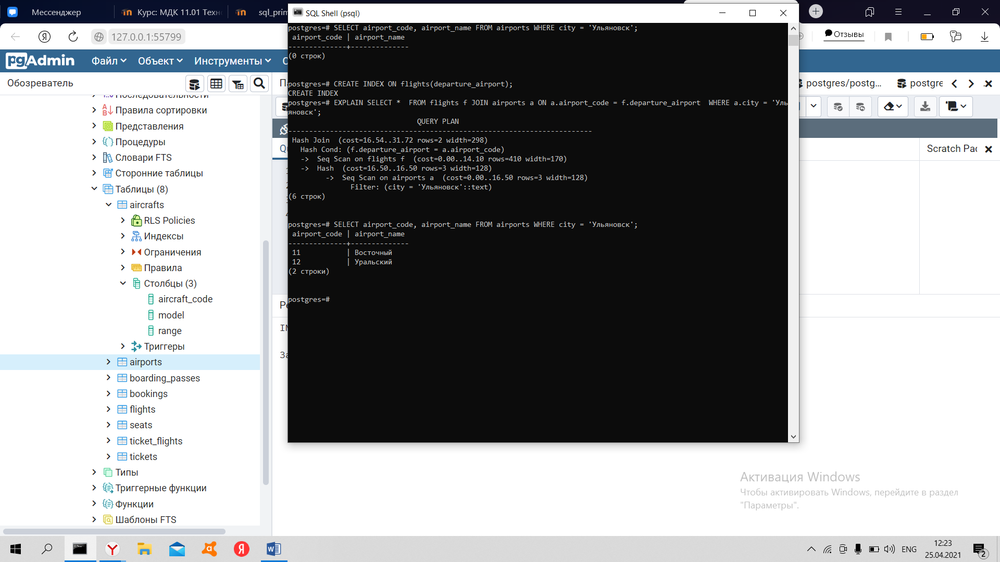 Мессенджер
Курс: МДК 11.01 Техн
sql_prim
SQL Shell (psql)
127.0.0.1:55799
Отзывы
pgAdmin
Файл
Объект
Инструменты
Обозреватель
postgres/postg...
postgre
Последовательности
Правила сортировки
Представления
Процедуры
Словари FTS
Сторонние таблицы
Таблицы (8)
aircrafts
RLS Policies
Индексы
Ограничения
Правила
Столбцы (3)
aircraft_code
model
range
Триггеры
airports
boarding_passes
bookings
flights
seats
ticket_flights
tickets
Типы
Триггерные функции
Функции
Шаблоны FTS
postgres=# SELECT airport_code, airport_name FROM airports WHERE city = 'Ульяновск';
airport_code | airport_name
--------------+--------------
(0 строк)
postgres=# CREATE INDEX ON flights(departure_airport);
CREATE INDEX
postgres=# EXPLAIN SELECT *  FROM flights f JOIN airports a ON a.airport_code = f.departure_airport  WHERE a.city = 'Уль
яновск';
QUERY PLAN
-------------------------------------------------------------------------
Hash Join  (cost=16.54..31.72 rows=2 width=298)
Hash Cond: (f.departure_airport = a.airport_code)
->  Seq Scan on flights f  (cost=0.00..14.10 rows=410 width=170)
->  Hash  (cost=16.50..16.50 rows=3 width=128)
->  Seq Scan on airports a  (cost=0.00..16.50 rows=3 width=128)
Filter: (city = 'Ульяновск'::text)
(6 строк)
postgres=# SELECT airport_code, airport_name FROM airports WHERE city = 'Ульяновск';
airport_code | airport_name
--------------+--------------
11           | Восточный
12           | Уральский
(2 строки)
postgres=#
Scratch Pac
Активация Windows
Чтобы активировать Windows, перейдите в раздел
"Параметры".
ENG
12:23
25.04.2021
2